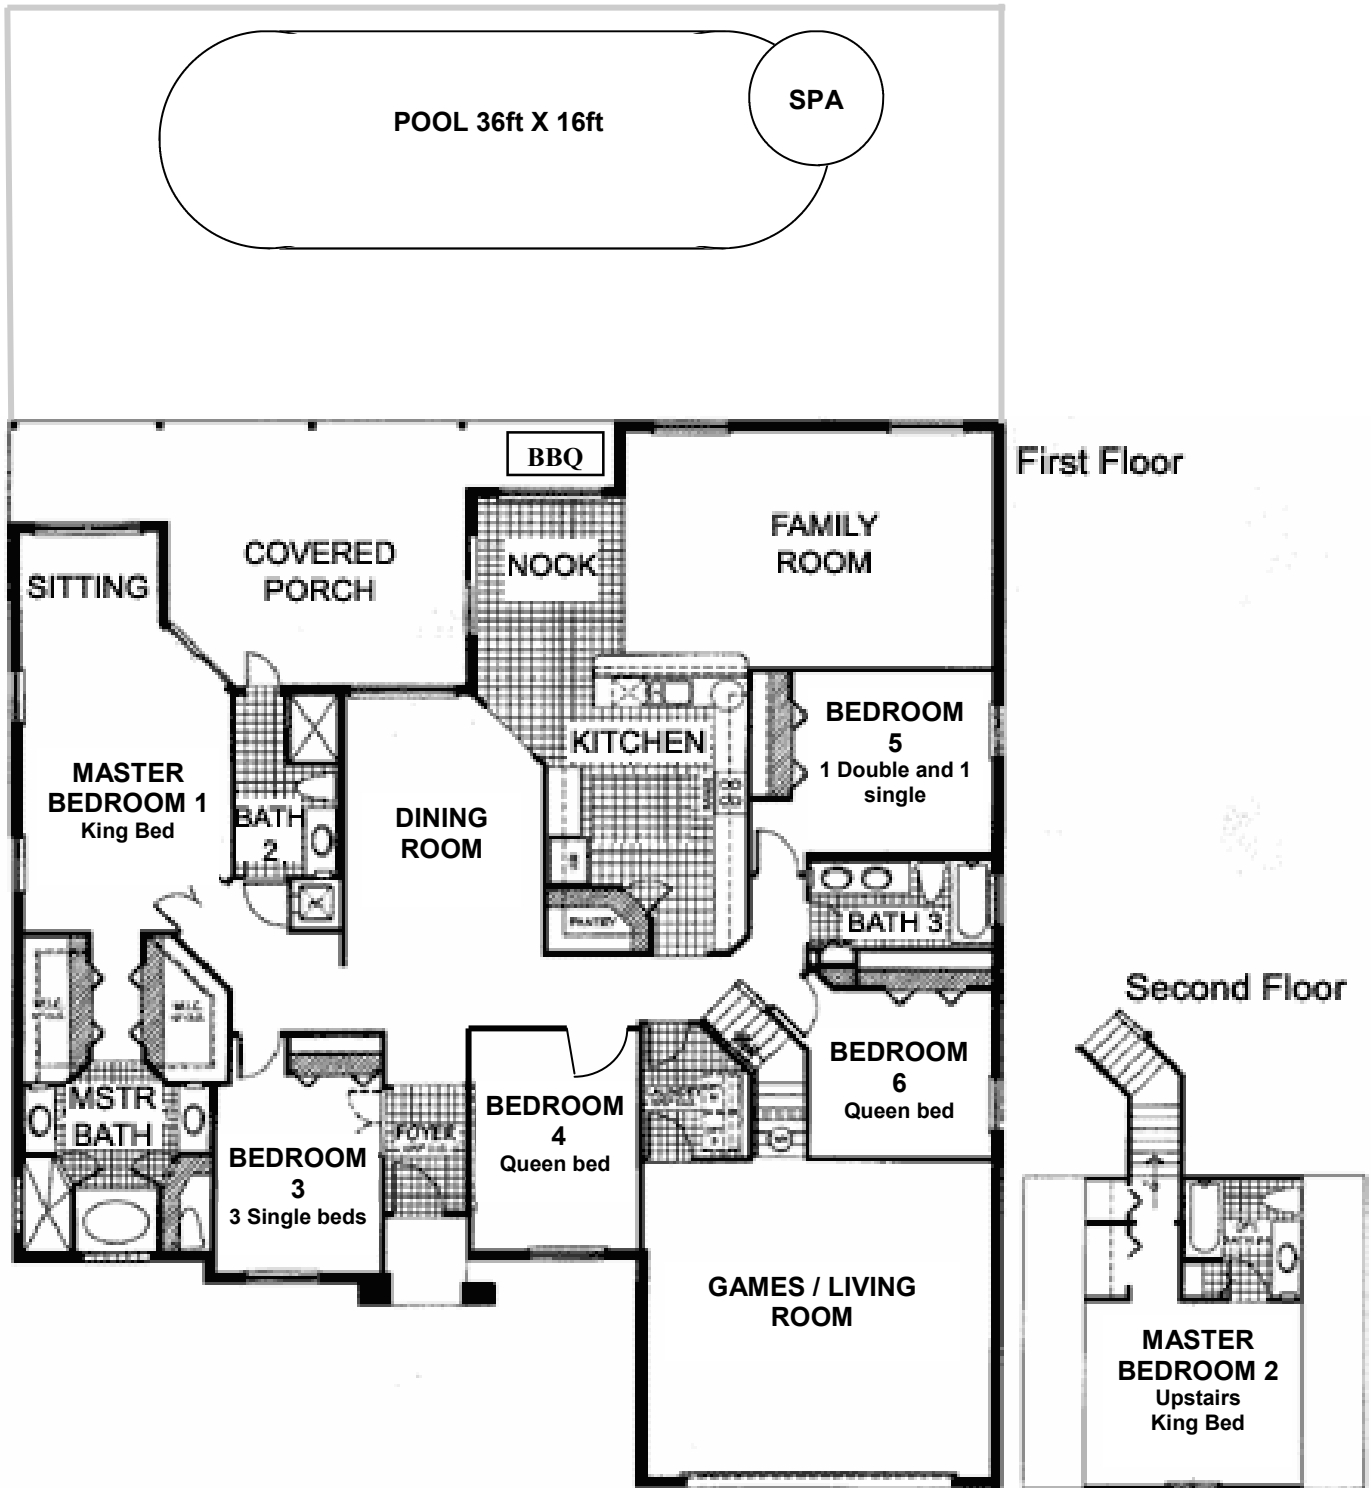 POOL 36ft X 16ft
SPA
BBQ
First Floor
FAMILY
ROOM
COVERED
PORCH
NOOK
SITTING
BEDROOM
5
1 Double and 1
single
KITCHEN
MASTER
BEDROOM 1
King Bed
BATH
2
DINING
ROOM
PANTRY
BATH 3
Second Floor
W.I.C.
W.I.C.
BEDROOM
6
Queen bed
MSTR
BATH
BEDROOM
4
Queen bed
FOYER
BEDROOM
3
3 Single beds
GAMES / LIVING
ROOM
MASTER
BEDROOM 2
Upstairs
King Bed